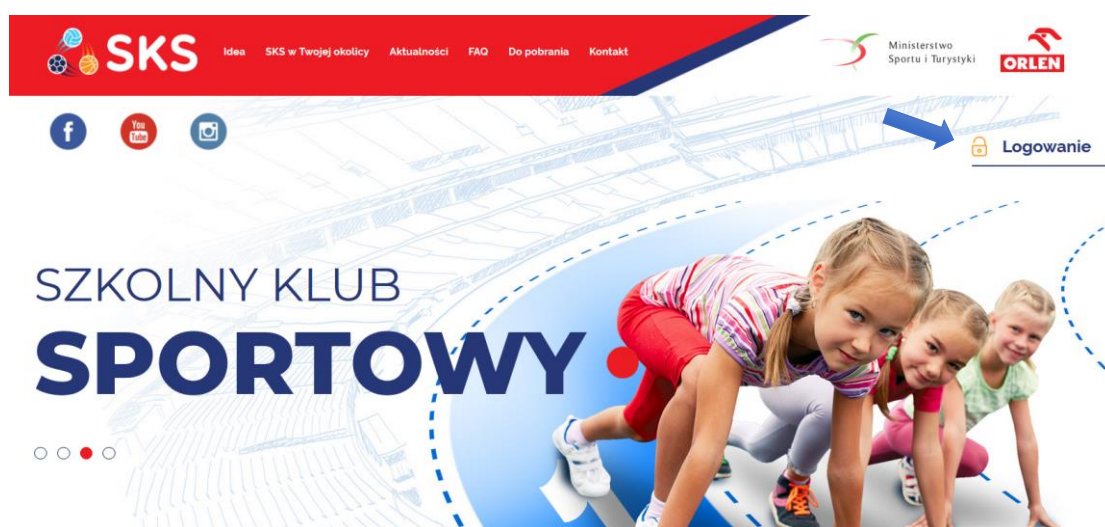 SKS
Idea SKS w Twojej okolicy Aktualności FAQ Do pobrania Kontakt
Ministerstwo
Sportu i Turystyki
ORLEN
f
You
Tube
Logowanie
SZKOLNY KLUB
SPORTOWY